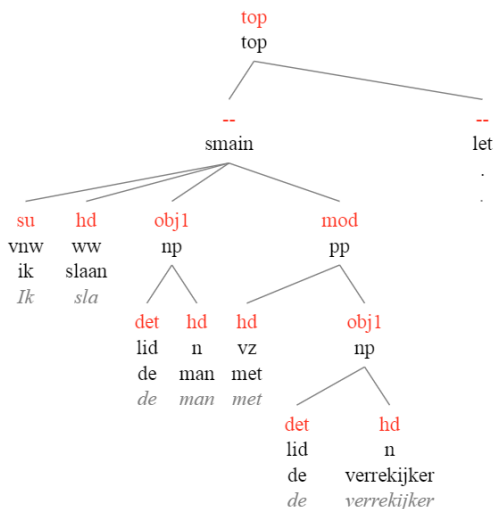 top
top
-- --
smain let
.
.
su hd obj1 mod
vnw ww np pp
ik slaan
Ik sla
det hd hd obj1
lid n vz np
de man met
de man met
det hd
lid n
de verrekijker
de verrekijker